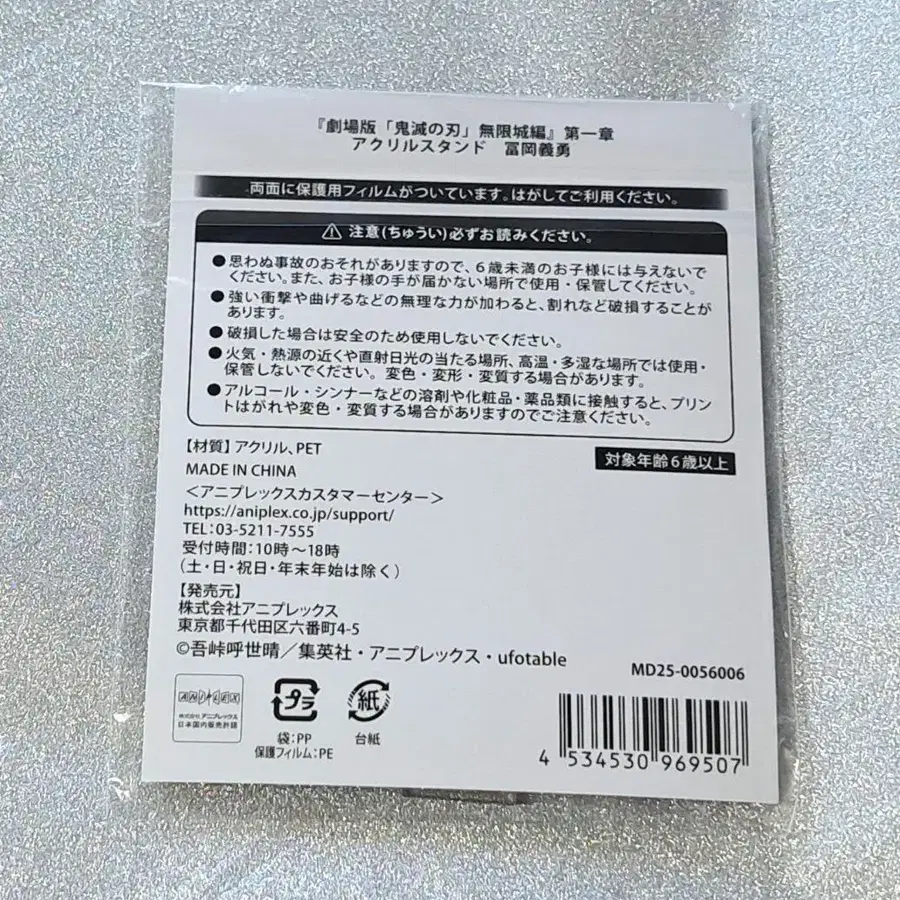 『劇場版「鬼滅の刃」無限城編』第一章
アクリルスタンド　冨岡義勇
両面に保護用フィルムがついています。はがしてご利用ください。
⚠ 注意(ちゅうい)必ずお読みください。
●思わぬ事故のおそれがありますので、6歳未満のお子様には与えないで
ください。また、お子様の手が届かない場所で使用・保管してください。
●強い衝撃や曲げるなどの無理な力が加わると、割れなど破損することが
あります。
●破損した場合は安全のため使用しないでください。
●火気・熱源の近くや直射日光の当たる場所、高温・多湿な場所では使用・
保管しないでください。変色・変形・変質する場合があります。
●アルコール・シンナーなどの溶剤や化粧品・薬品類に接触すると、プリン
トはがれや変色・変質する場合がありますのでご注意ください。
【材質】アクリル、PET
MADE IN CHINA
対象年齢6歳以上
＜アニプレックスカスタマーセンター＞
https://aniplex.co.jp/support/
TEL：03-5211-7555
受付時間：10時～18時
（土・日・祝日・年末年始は除く）
【発売元】
株式会社アニプレックス
東京都千代田区六番町4-5
©吾峠呼世晴／集英社・アニプレックス・ufotable
MD25-0056006
ANIPLEX
株式会社アニプレックス
日本国内販売許諾
プラ
袋：PP
保護フィルム：PE
紙
台紙
4 534530 969507